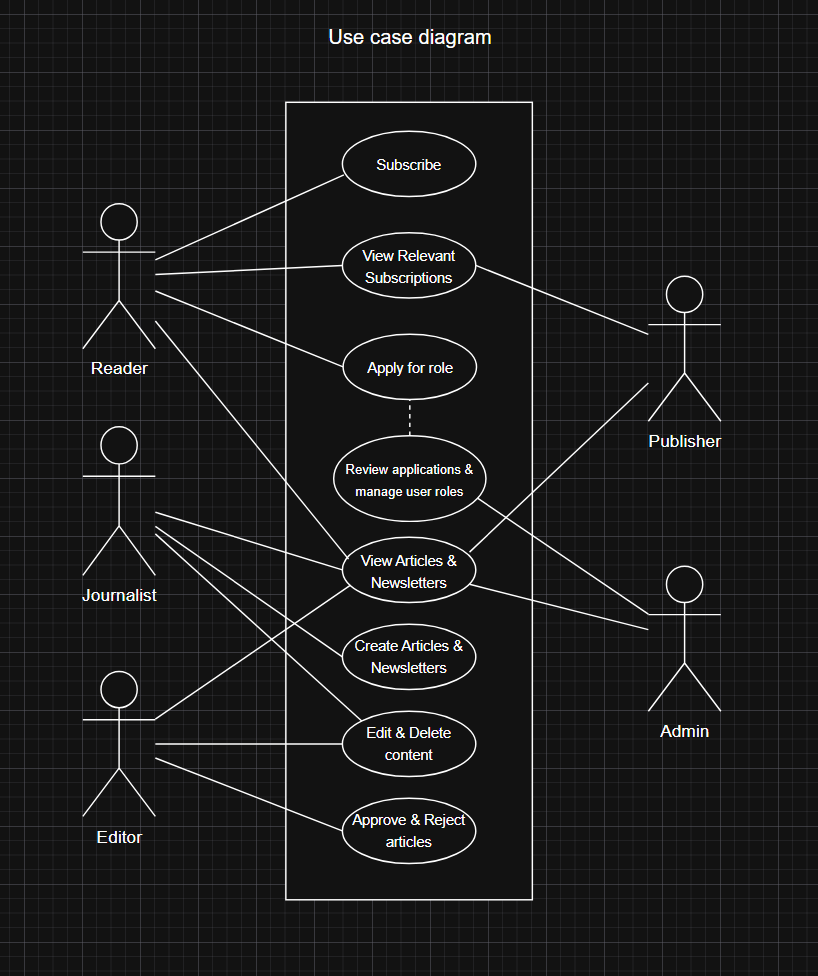 Use case diagram
Subscribe
View Relevant
Subscriptions
Apply for role
Review applications &
manage user roles
View Articles &
Newsletters
Create Articles &
Newsletters
Edit & Delete
content
Approve & Reject
articles
Reader
Journalist
Editor
Publisher
Admin